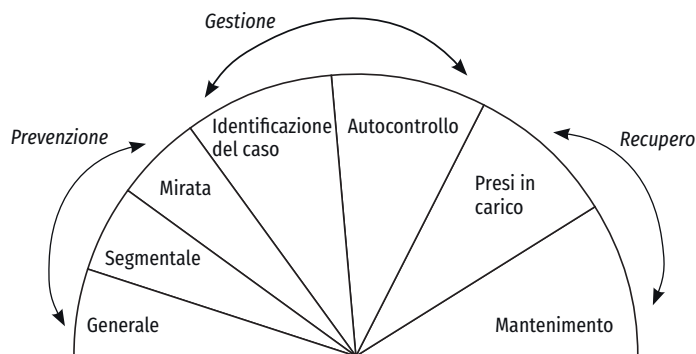 Gestione
Prevenzione
Recupero
Identificazione
del caso
Autocontrollo
Mirata
Presi in
carico
Segmentale
Generale
Mantenimento